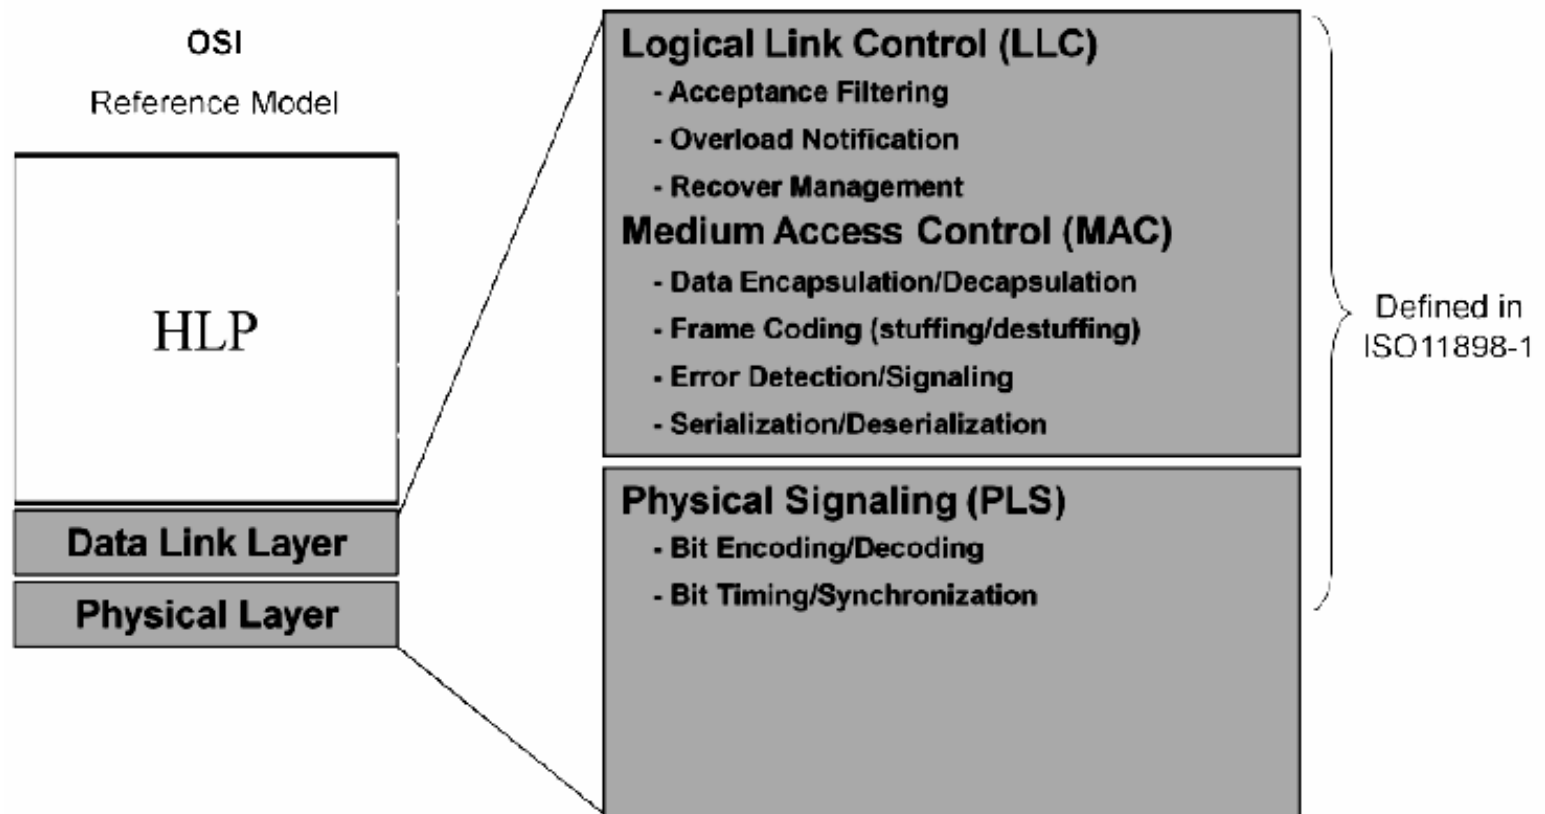 OSI
Reference Model
HLP
Data Link Layer
Physical Layer
Logical Link Control (LLC)
- Acceptance Filtering
- Overload Notification
- Recover Management
Medium Access Control (MAC)
- Data Encapsulation/Decapsulation
- Frame Coding (stuffing/destuffing)
- Error Detection/Signaling
- Serialization/Deserialization
Physical Signaling (PLS)
- Bit Encoding/Decoding
- Bit Timing/Synchronization
Defined in
ISO11898-1